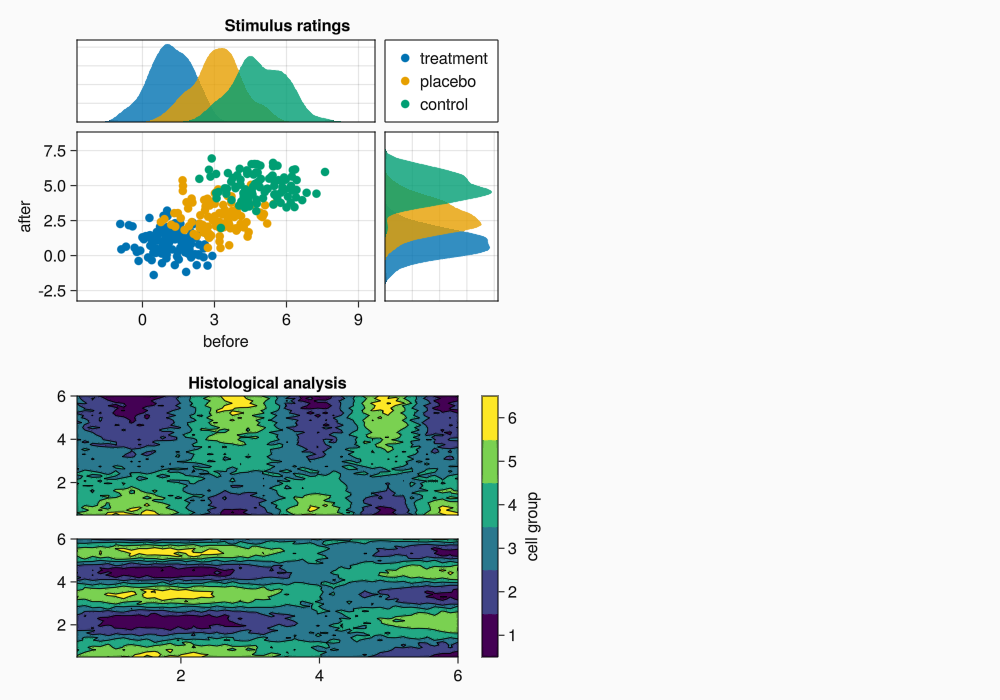 Stimulus ratings
treatment
placebo
control
7.5
5.0
2.5
0.0
-2.5
after
0 3 6 9
before
Histological analysis
6
4
2
6
4
2
2 4 6
6
5
4
3
2
1
cell group